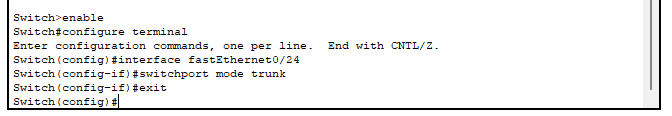 Switch>enable
Switch#configure terminal
Enter configuration commands, one per line.  End with CNTL/Z.
Switch(config)#interface fastEthernet0/24
Switch(config-if)#switchport mode trunk
Switch(config-if)#exit
Switch(config)#